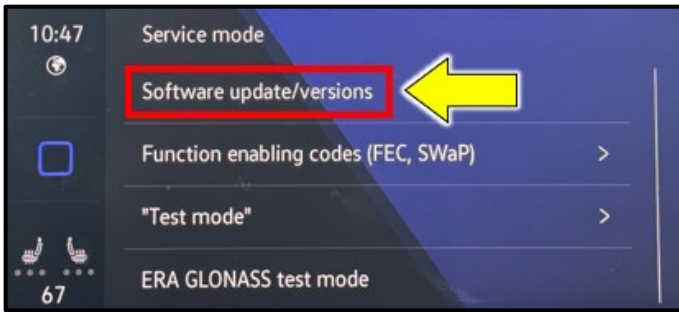 10:47
Service mode
Software update/versions
Function enabling codes (FEC, SWaP)
>
"Test mode"
>
ERA GLONASS test mode
67